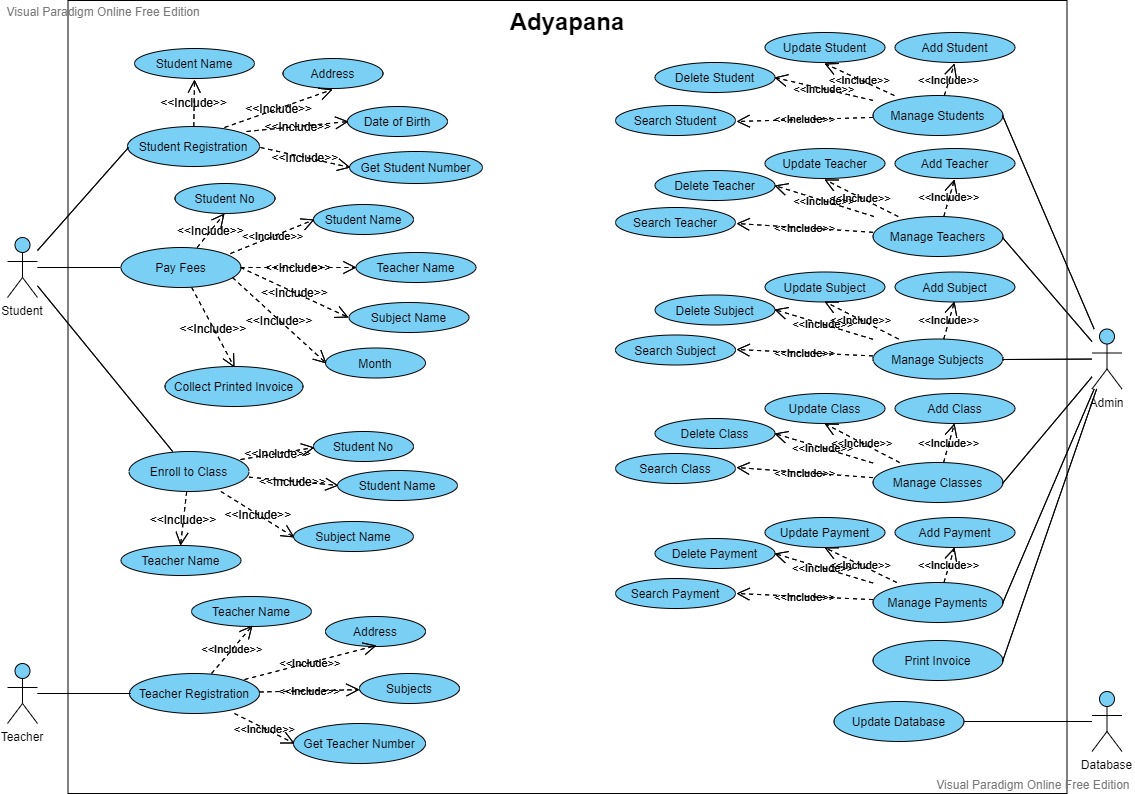 Visual Paradigm Online Free Edition
Adyapana
Student Name
Address
<<Include>>
<<Include>>
Date of Birth
<<Include>>
Student Registration
<<Include>>
Get Student Number
Student No
Student Name
<<Include>>
<<Include>>
Pay Fees
<<Include>>
Teacher Name
<<Include>>
Subject Name
<<Include>>
<<Include>>
Month
Collect Printed Invoice
Student
Student No
<<Include>>
Enroll to Class
<<Include>>
Student Name
<<Include>>
<<Include>>
Subject Name
Teacher Name
Teacher Name
Address
<<Include>>
<<Include>>
Teacher Registration
<<Include>>
Subjects
<<Include>>
Get Teacher Number
Teacher
Update Student
Add Student
Delete Student
<<Include>>
<<Include>>
<<Include>>
Search Student
<<Include>>
Manage Students
Update Teacher
Add Teacher
Delete Teacher
<<Include>>
<<Include>>
<<Include>>
Search Teacher
<<Include>>
Manage Teachers
Update Subject
Add Subject
Delete Subject
<<Include>>
<<Include>>
<<Include>>
Search Subject
<<Include>>
Manage Subjects
Admin
Update Class
Add Class
Delete Class
<<Include>>
<<Include>>
<<Include>>
Search Class
<<Include>>
Manage Classes
Update Payment
Add Payment
Delete Payment
<<Include>>
<<Include>>
<<Include>>
Search Payment
<<Include>>
Manage Payments
Print Invoice
Update Database
Database
Visual Paradigm Online Free Edition